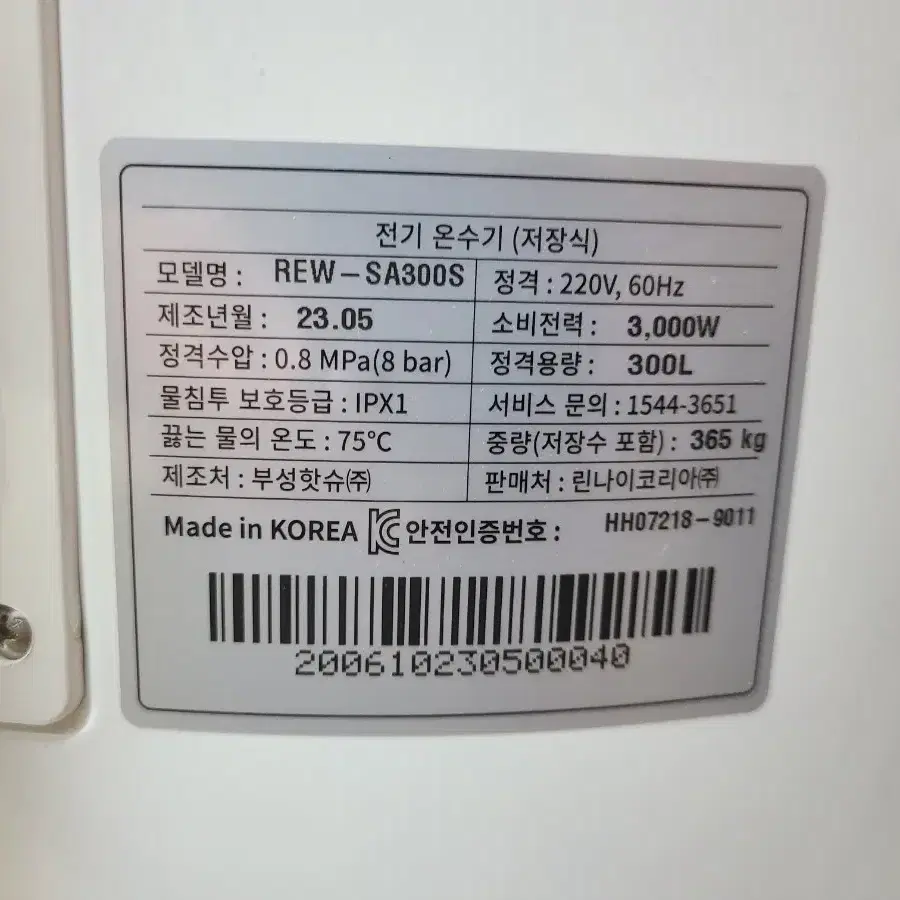 전기 온수기 (저장식)
모델명 : REW-SA300S 정격 : 220V, 60Hz
제조년월 : 23.05 소비전력 : 3,000W
정격수압 : 0.8 MPa(8 bar) 정격용량 : 300L
물침투 보호등급 : IPX1 서비스 문의 : 1544-3651
끓는 물의 온도 : 75℃ 중량(저장수 포함) : 365 kg
제조처 : 부성핫슈㈜ 판매처 : 린나이코리아㈜
Made in KOREA KC 안전인증번호 : HH07218-9011
200610230500040